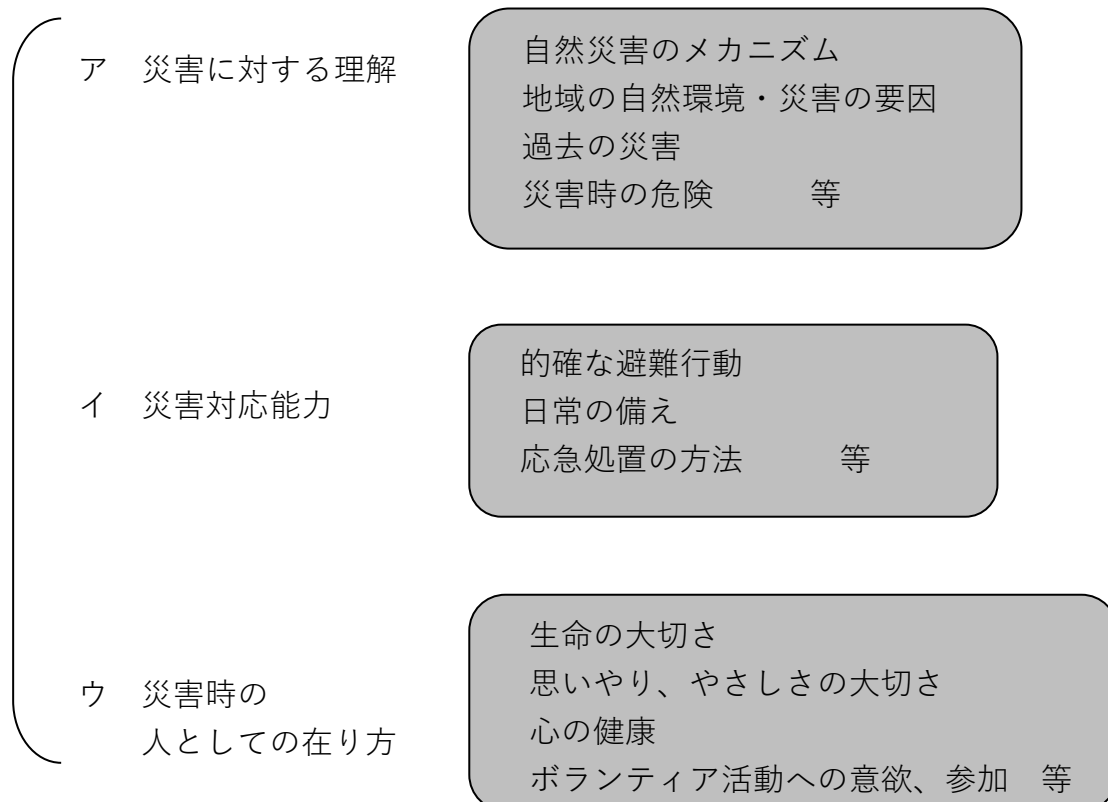 ア　災害に対する理解
自然災害のメカニズム
地域の自然環境・災害の要因
過去の災害
災害時の危険　　　等
イ　災害対応能力
的確な避難行動
日常の備え
応急処置の方法　　　等
ウ　災害時の
人としての在り方
生命の大切さ
思いやり、やさしさの大切さ
心の健康
ボランティア活動への意欲、参加　等